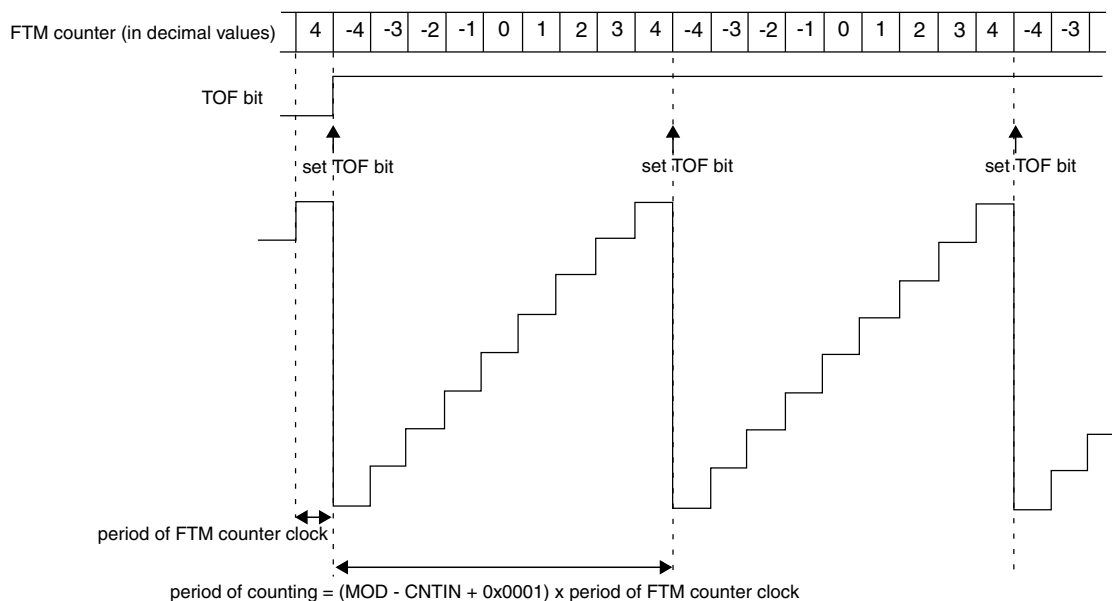 FTM counter (in decimal values) 4 -4 -3 -2 -1 0 1 2 3 4 -4 -3 -2 -1 0 1 2 3 4 -4 -3
TOF bit
set TOF bit set TOF bit set TOF bit
period of FTM counter clock
period of counting = (MOD - CNTIN + 0x0001) x period of FTM counter clock